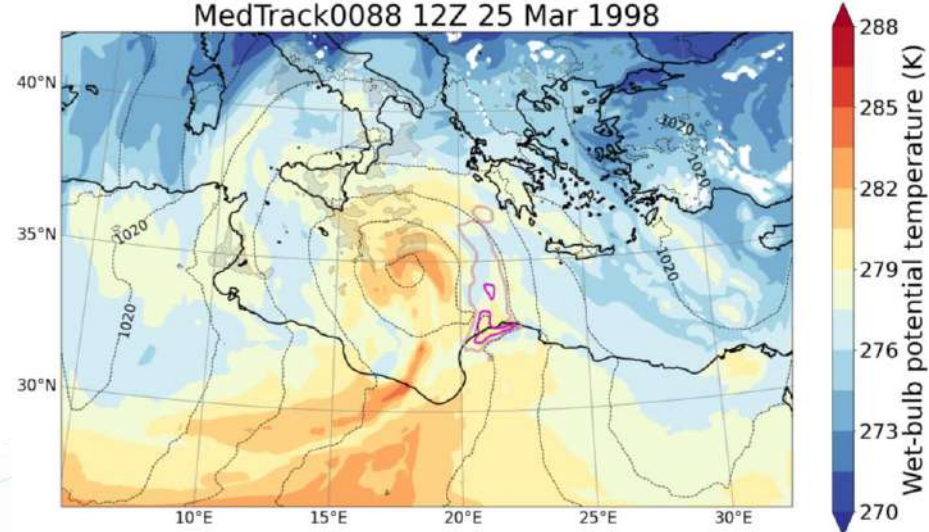 MedTrack0088 12Z 25 Mar 1998
40°N
35°N
30°N
10°E
15°E
20°E
25°E
30°E
1020
1020
1020
1020
1020
288
285
282
279
276
273
270
Wet-bulb potential temperature (K)